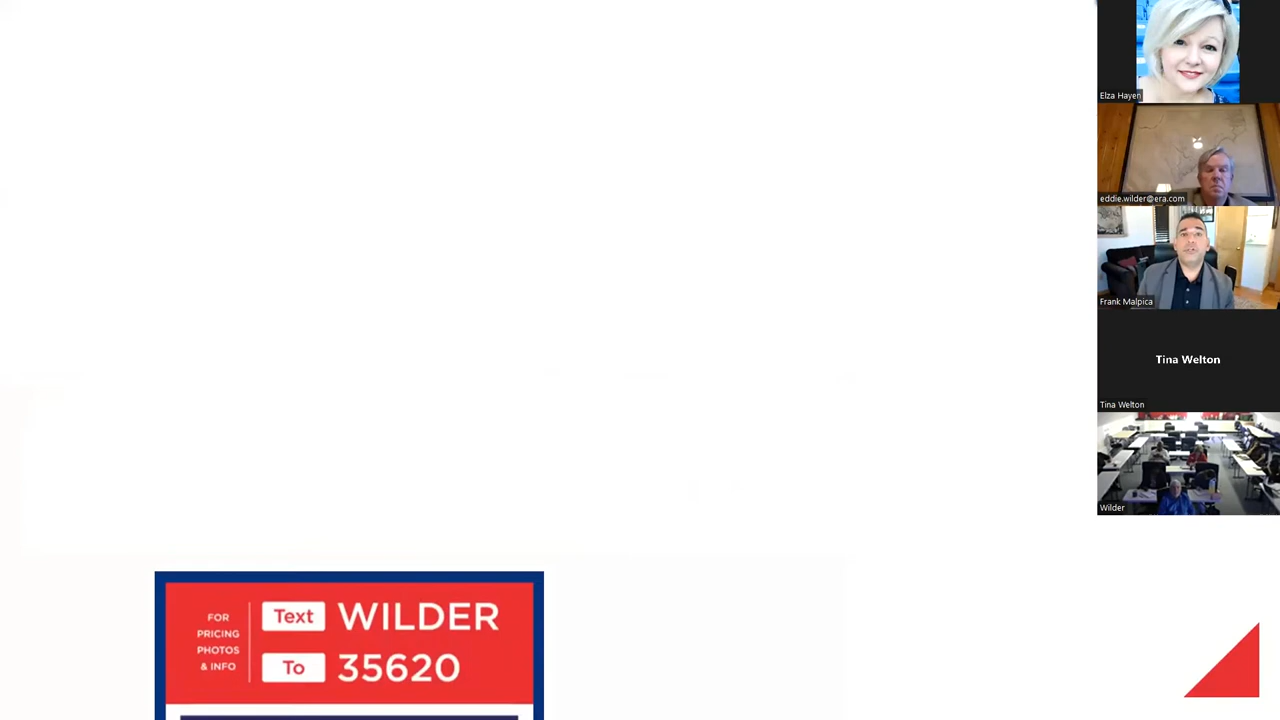 Elza Hayen
eddie.wilder@era.com
Frank Malpica
Tina Welton
Tina Welton
Wilder
FOR
PRICING
PHOTOS
& INFO
Text WILDER
To 35620